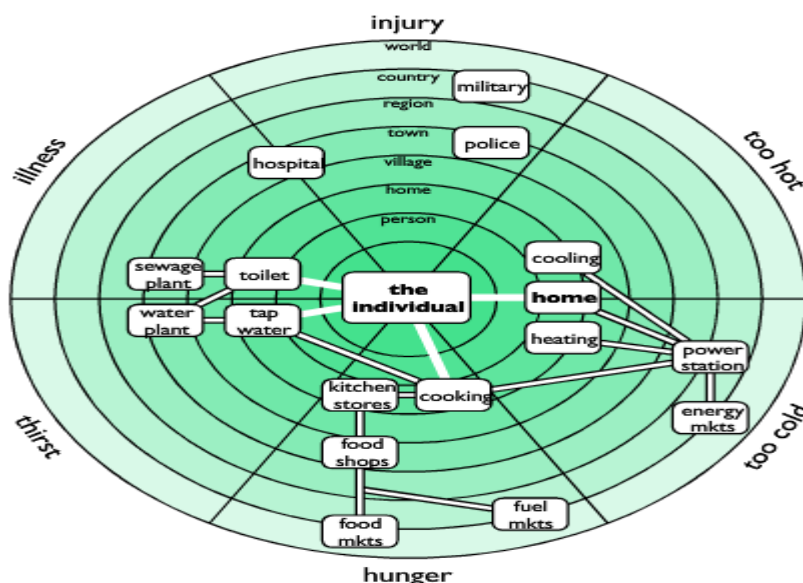 injury
world
country
military
region
town
police
hospital
village
home
person
illness
too hot
sewage
plant
toilet
the
individual
cooling
home
heating
water
plant
tap
water
power
station
kitchen
stores
cooking
energy
mkts
thirst
too cold
food
shops
fuel
mkts
food
mkts
hunger